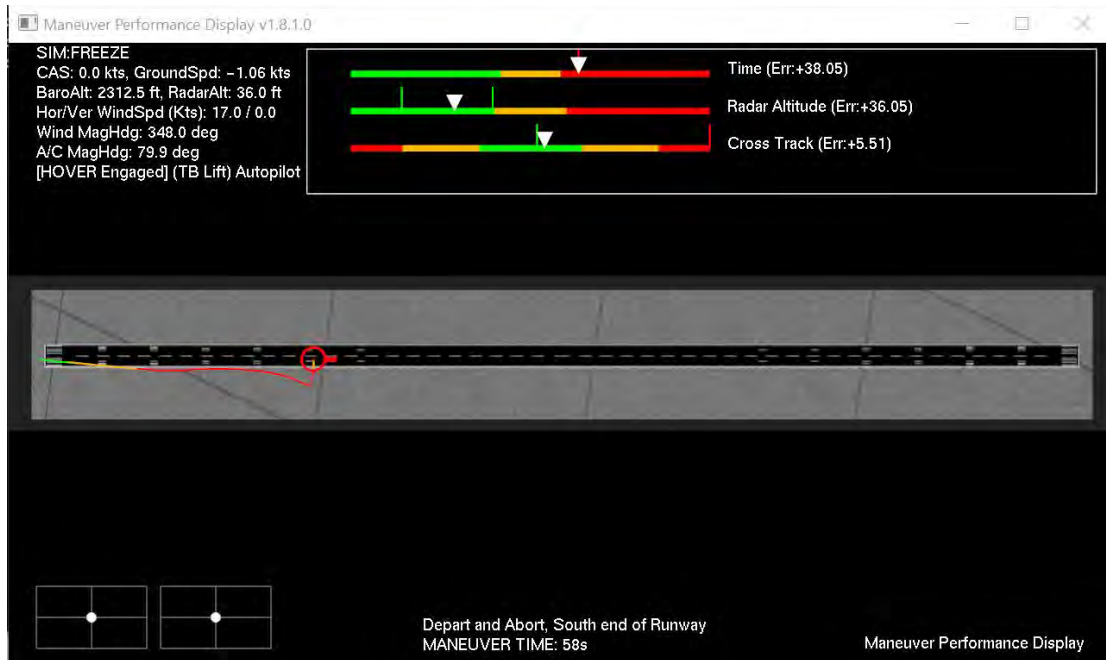 Maneuver Performance Display v1.8.1.0
SIM:FREEZE
CAS: 0.0 kts, GroundSpd: −1.06 kts
BaroAlt: 2312.5 ft, RadarAlt: 36.0 ft
Hor/Ver WindSpd (Kts): 17.0 / 0.0
Wind MagHdg: 348.0 deg
A/C MagHdg: 79.9 deg
[HOVER Engaged] (TB Lift) Autopilot
Time (Err:+38.05)
Radar Altitude (Err:+36.05)
Cross Track (Err:+5.51)
Depart and Abort, South end of Runway
MANEUVER TIME: 58s
Maneuver Performance Display